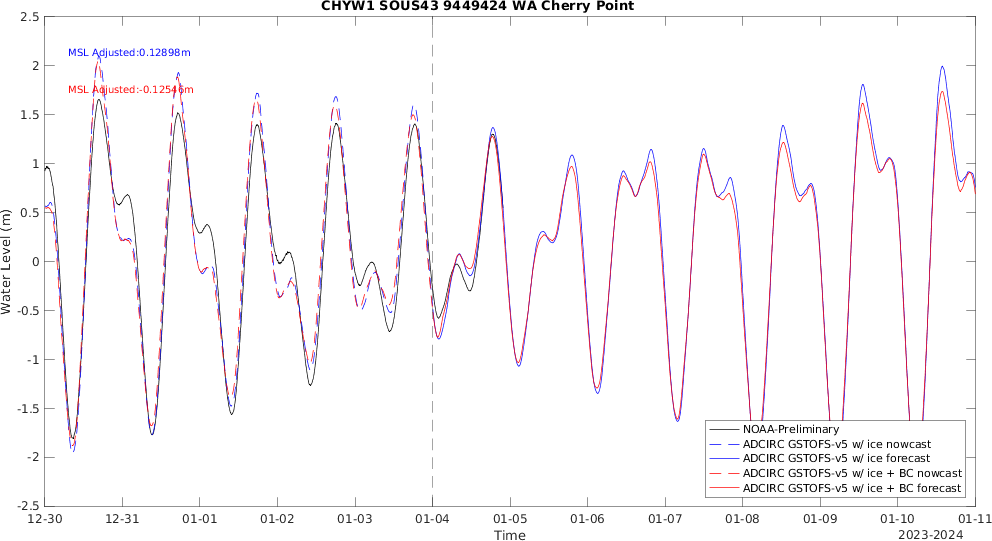 CHYW1 SOUS43 9449424 WA Cherry Point
MSL Adjusted:0.12898m
MSL Adjusted:-0.12546m
2.5
2
1.5
1
0.5
0
-0.5
-1
-1.5
-2
-2.5
Water Level (m)
NOAA-Preliminary
ADCIRC GSTOFS-v5 w/ ice nowcast
ADCIRC GSTOFS-v5 w/ ice forecast
ADCIRC GSTOFS-v5 w/ ice + BC nowcast
ADCIRC GSTOFS-v5 w/ ice + BC forecast
12-30 12-31 01-01 01-02 01-03 01-04 01-05 01-06 01-07 01-08 01-09 01-10 01-11
Time
2023-2024